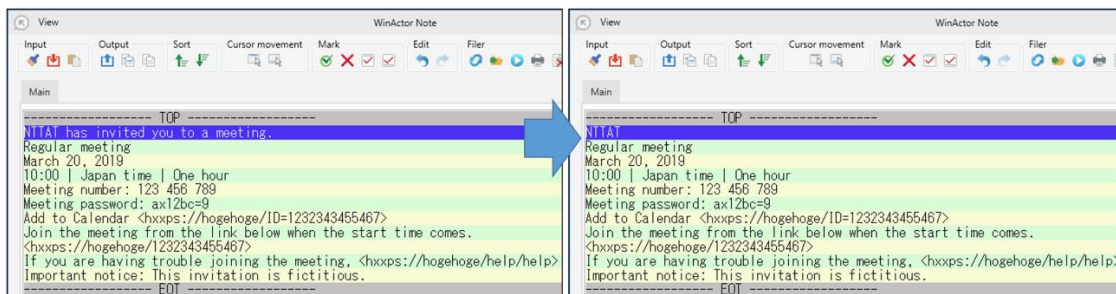 View
WinActor Note
Input Output Sort Cursor movement Mark Edit Filer
Main
------------------ TOP ------------------
NTTAT has invited you to a meeting.
Regular meeting
March 20, 2019
10:00 | Japan time | One hour
Meeting number: 123 456 789
Meeting password: ax12bc=9
Add to Calendar <hxxps://hogehoge/ID=1232343455467>
Join the meeting from the link below when the start time comes.
<hxxps://hogehoge/1232343455467>
If you are having trouble joining the meeting, <hxxps://hogehoge/help/help>
Important notice: This invitation is fictitious.
------------------ EOT ------------------
View
WinActor Note
Input Output Sort Cursor movement Mark Edit Filer
Main
------------------ TOP ------------------
NTTAT
Regular meeting
March 20, 2019
10:00 | Japan time | One hour
Meeting number: 123 456 789
Meeting password: ax12bc=9
Add to Calendar <hxxps://hogehoge/ID=1232343455467>
Join the meeting from the link below when the start time comes.
<hxxps://hogehoge/1232343455467>
If you are having trouble joining the meeting, <hxxps://hogehoge/help/help>
Important notice: This invitation is fictitious.
------------------ EOT ------------------